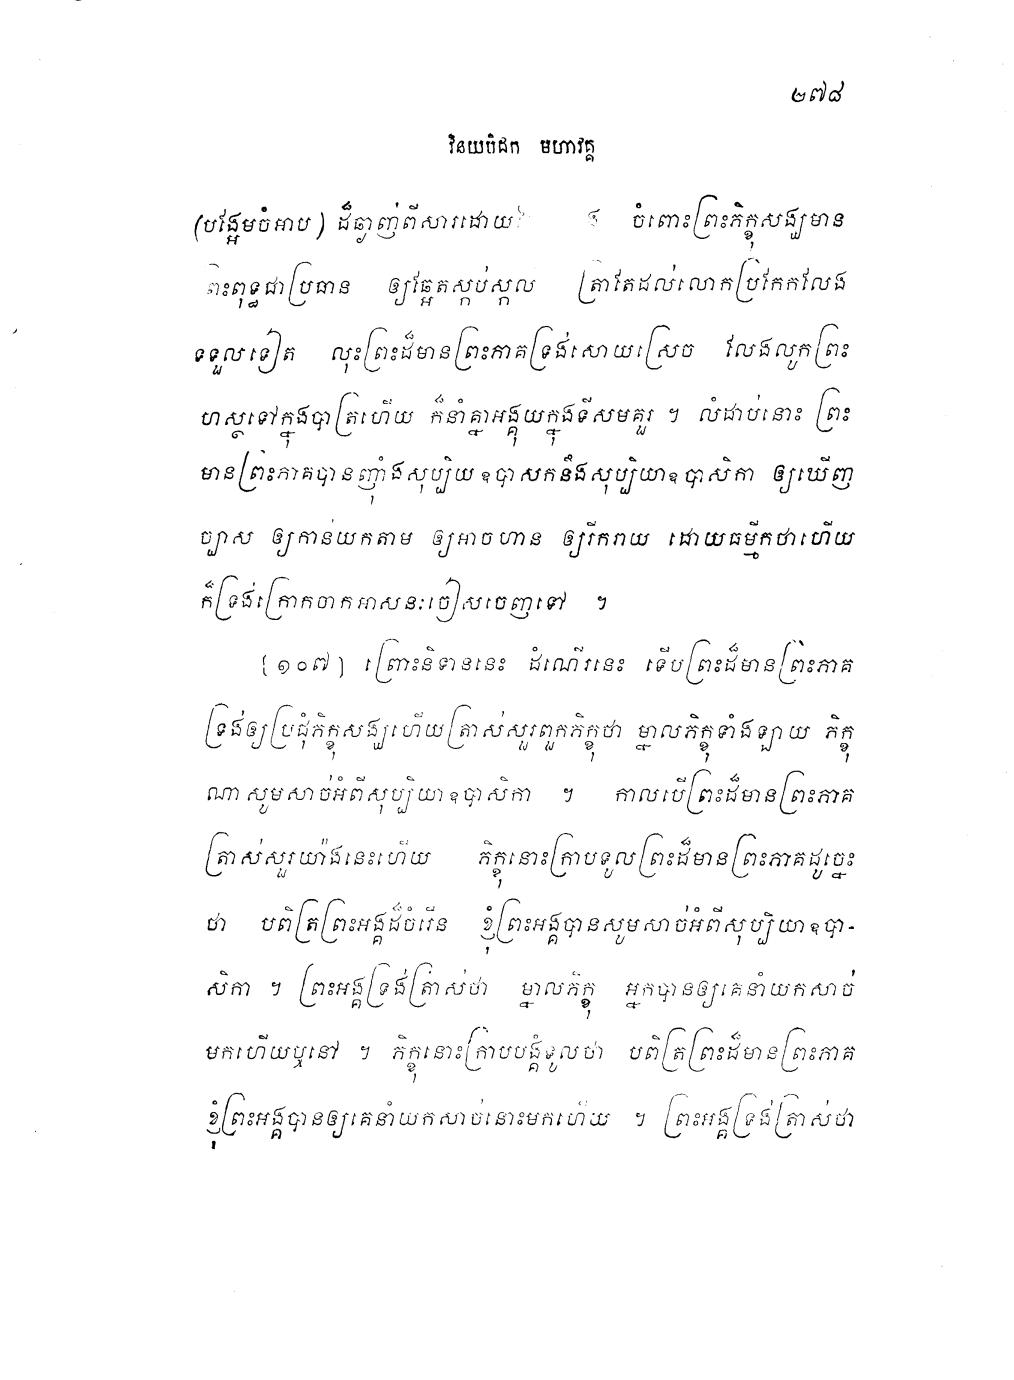 ២៧៨
វិនយបិដក មហាវគ្គ
(បង្អែមចំអាប) ដ៏ឆ្ងាញ់ពីសារដោយ ចំពោះព្រះភិក្ខុសង្ឃមាន
ពុទ្ធជាប្រធាន ឲ្យឆ្អែតស្កប់ស្កល់ ត្រាតែដល់លោកប្រកែកលែង
ទទួលទៀត លុះព្រះដ៏មានព្រះភាគទ្រង់សោយស្រេច លែងលូកព្រះ
ហស្តទៅក្នុងបាត្រហើយ ក៏នាំគ្នាអង្គុយក្នុងទីសមគួរ ។ លំដាប់នោះ ព្រះ
មានព្រះភាគបានញ៉ាំងសុប្បិយឧបាសកនឹងសុប្បិយាឧបាសិកា ឲ្យឃើញ
ច្បាស ឲ្យកាន់យកតាម ឲ្យអាចហាន ឲ្យរីករាយ ដោយធម្មីកថាហើយ
ក៏ទ្រង់ក្រោកចាកអាសនៈចៀសចេញទៅ ។
[១០៧] ព្រោះនិទាននេះ ដំណើរនេះ ទើបព្រះដ៏មានព្រះភាគ
ទ្រង់ឲ្យប្រជុំភិក្ខុសង្ឃហើយត្រាស់សួរពួកភិក្ខុថា ម្នាលភិក្ខុទាំងឡាយ ភិក្ខុ
ណាសូមសាច់អំពីសុប្បិយាឧបាសិកា ។ កាលបើព្រះដ៏មានព្រះភាគ
ត្រាស់សួរយ៉ាងនេះហើយ ភិក្ខុនោះក្រាបទូលព្រះដ៏មានព្រះភាគដូច្នេះ
ថា បពិត្រព្រះអង្គដ៏ចំរើន ខ្ញុំព្រះអង្គបានសូមសាច់អំពីសុប្បិយាឧបា-
សិកា ។ ព្រះអង្គទ្រង់ត្រាស់ថា ម្នាលភិក្ខុ អ្នកបានឲ្យគេនាំយកសាច់
មកហើយឬនៅ ។ ភិក្ខុនោះក្រាបបង្គំទូលថា បពិត្រព្រះដ៏មានព្រះភាគ
ខ្ញុំព្រះអង្គបានឲ្យគេនាំយកសាច់នោះមកហើយ ។ ព្រះអង្គទ្រង់ត្រាស់ថា